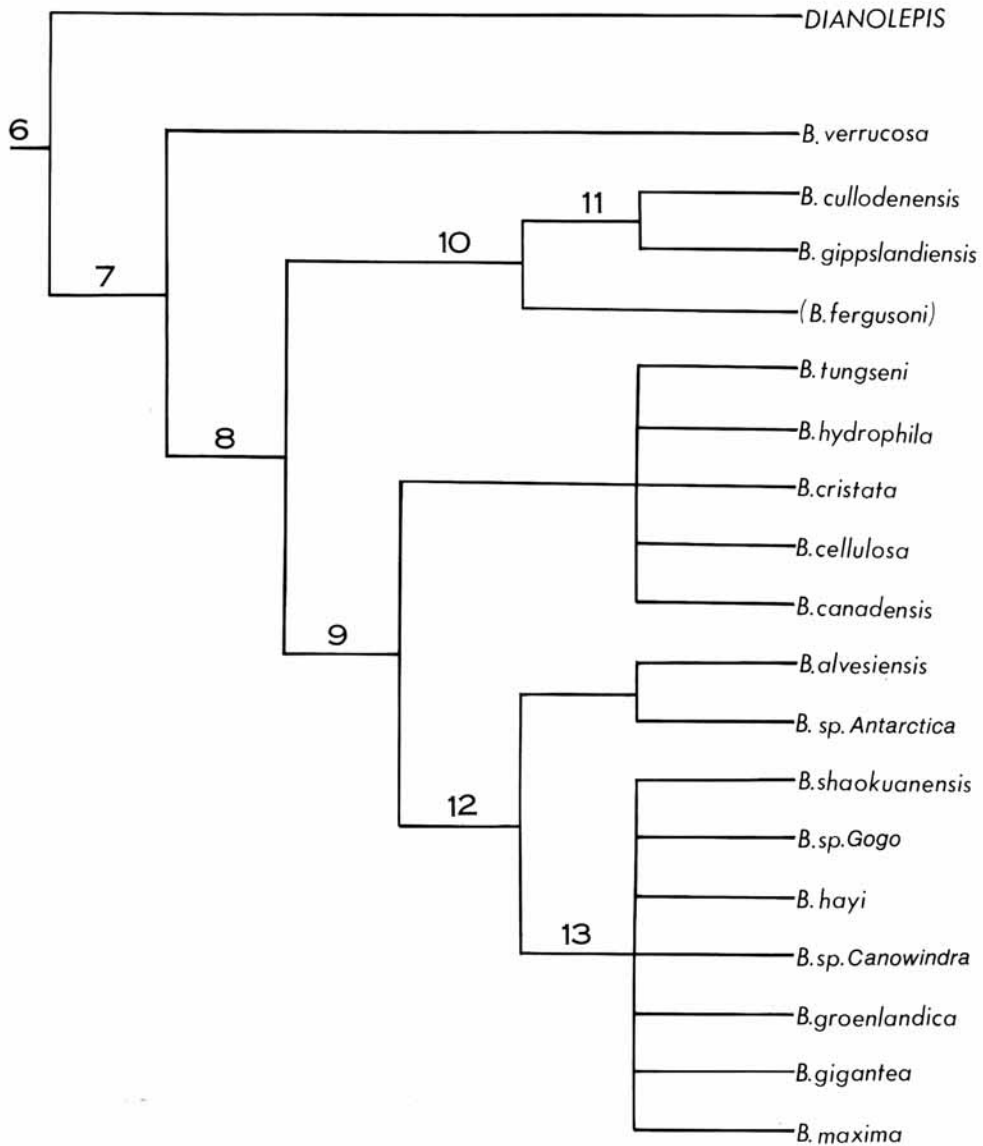 DIANOLEPIS
6
B. verrucosa
B. cullodenensis
11
10
B. gippslandiensis
7
(B. fergusoni)
B. tungseni
B. hydrophila
8
B. cristata
B. cellulosa
B. canadensis
9
B. alvesiensis
B. sp. Antarctica
B. shaokuanensis
12
B. sp. Gogo
B. hayi
13
B. sp. Canowindra
B. groenlandica
B. gigantea
B. maxima